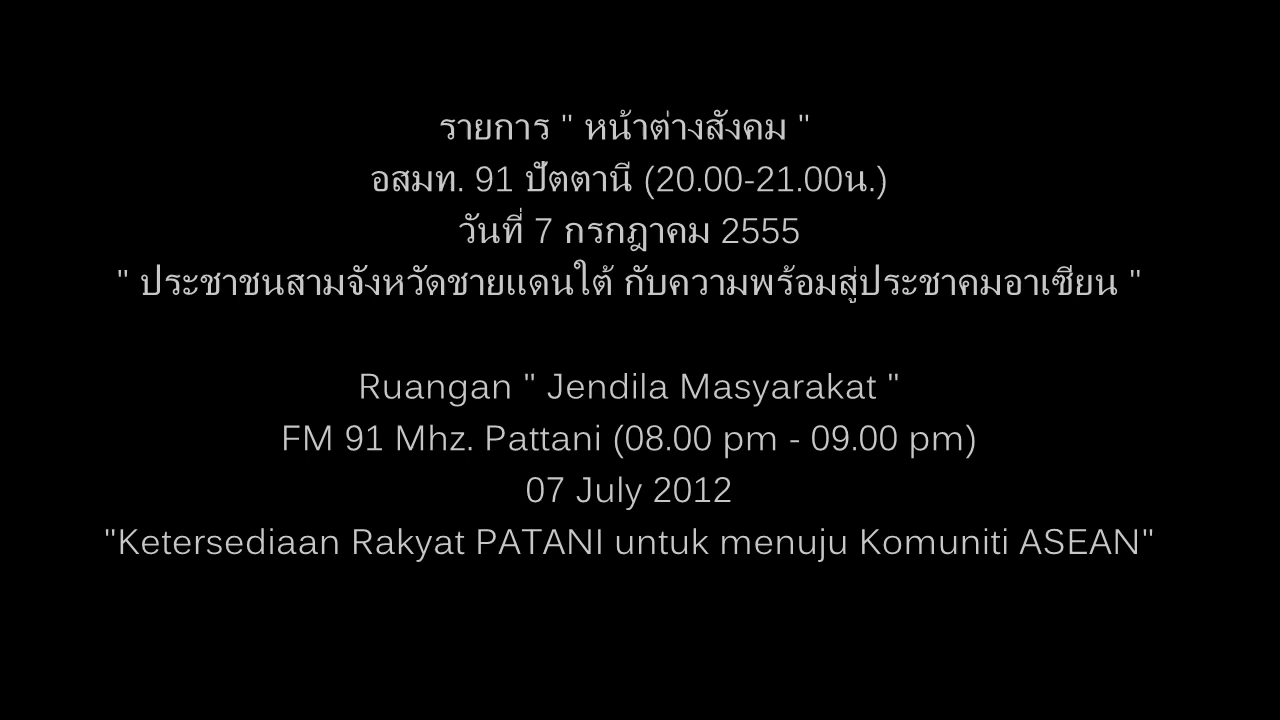 รายการ " หน้าต่างสังคม "
อสมท. 91 ปัตตานี (20.00-21.00น.)
วันที่ 7 กรกฎาคม 2555
" ประชาชนสามจังหวัดชายแดนใต้ กับความพร้อมสู่ประชาคมอาเซียน "
Ruangan " Jendila Masyarakat "
FM 91 Mhz. Pattani (08.00 pm - 09.00 pm)
07 July 2012
"Ketersediaan Rakyat PATANI untuk menuju Komuniti ASEAN"